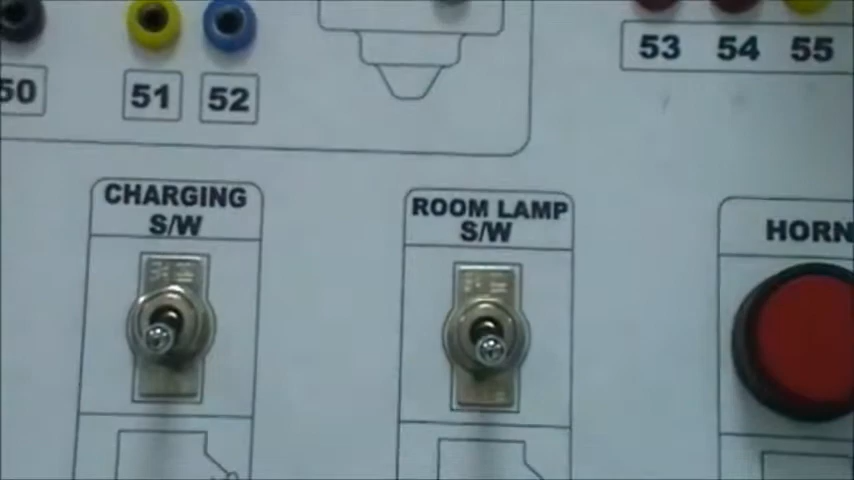 50 51 52
53 54 55
CHARGING
S/W
ROOM LAMP
S/W
HORN